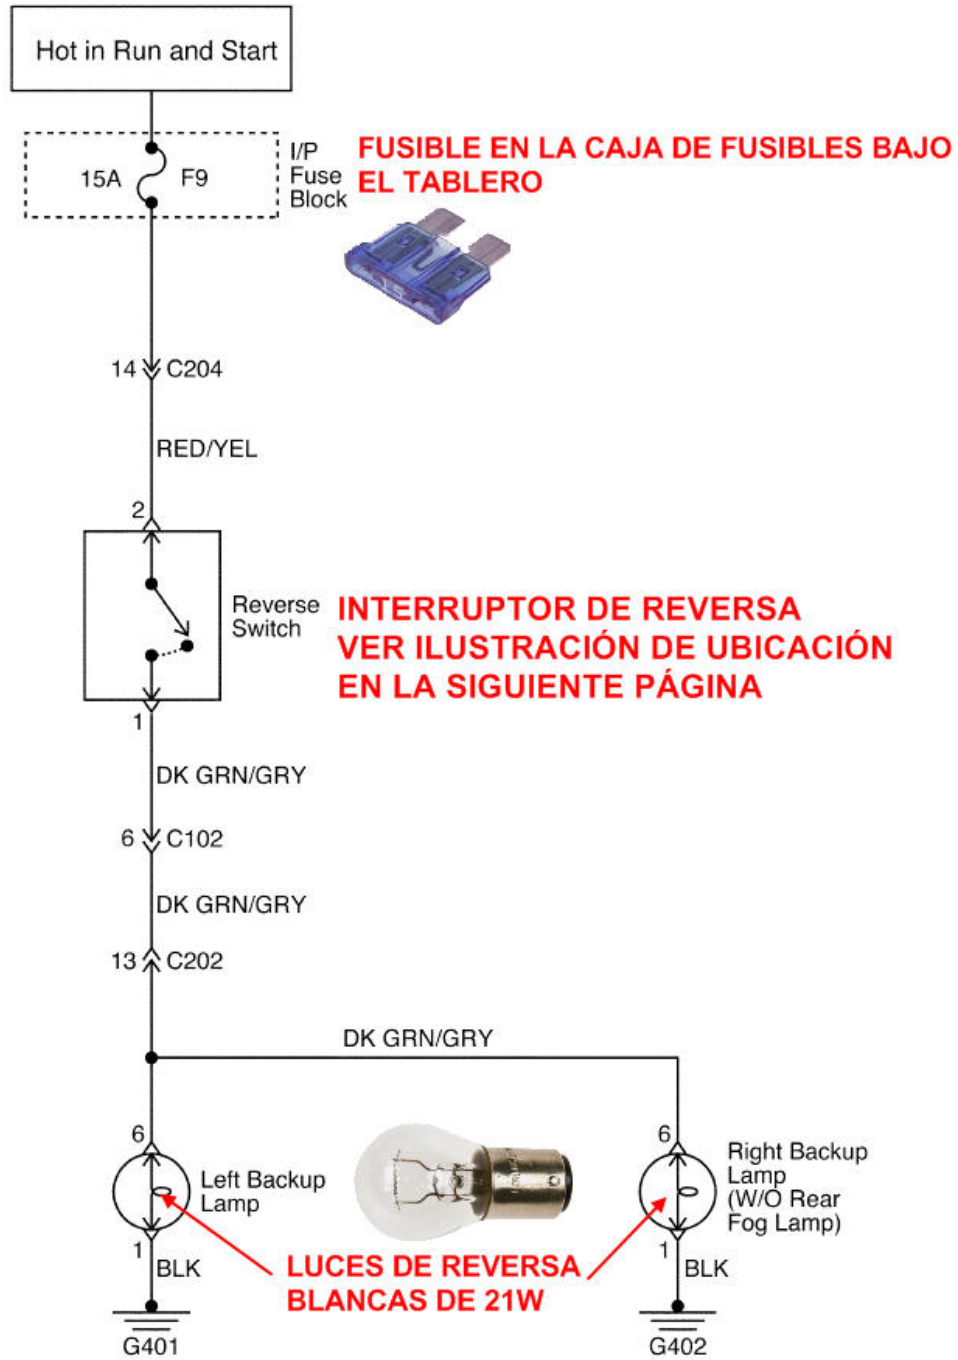 Hot in Run and Start
15A
F9
I/P
Fuse
Block
FUSIBLE EN LA CAJA DE FUSIBLES BAJO
EL TABLERO
15
14
C204
RED/YEL
2
Reverse
Switch
INTERRUPTOR DE REVERSA
VER ILUSTRACIÓN DE UBICACIÓN
EN LA SIGUIENTE PÁGINA
1
DK GRN/GRY
6
C102
DK GRN/GRY
13
C202
DK GRN/GRY
6
Left Backup
Lamp
1
BLK
G401
6
Right Backup
Lamp
(W/O Rear
Fog Lamp)
LUCES DE REVERSA
BLANCAS DE 21W
1
BLK
G402